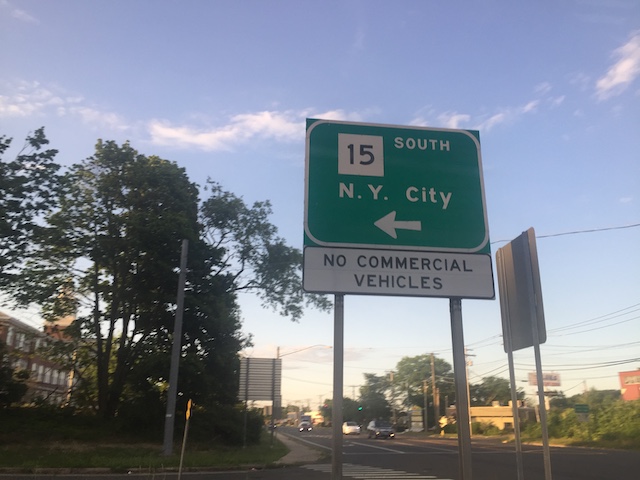 15 SOUTH
N.Y. City
NO COMMERCIAL
VEHICLES